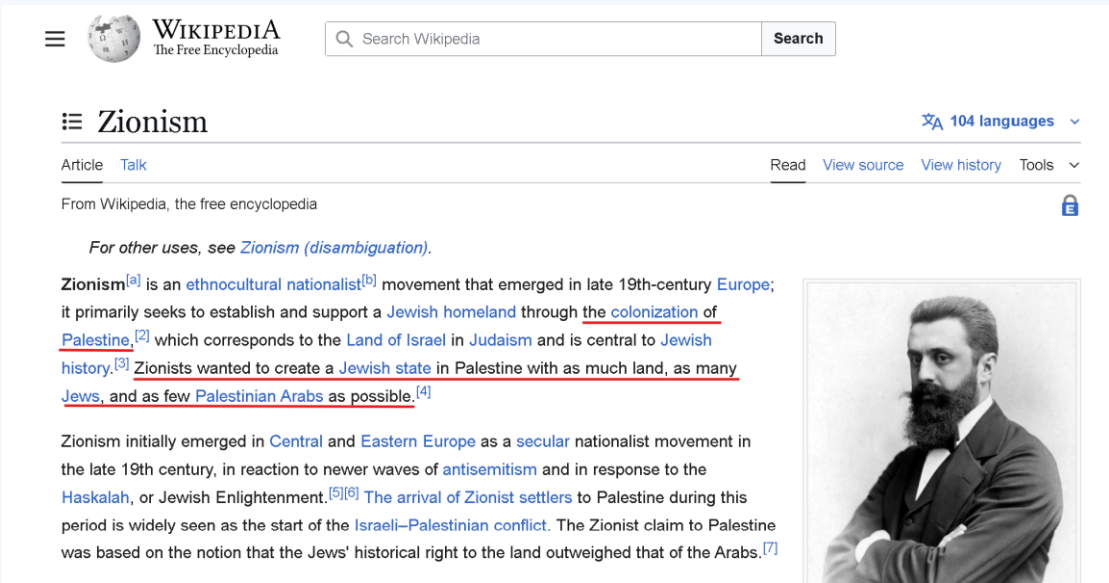 WIKIPEDIA
The Free Encyclopedia
Search Wikipedia
Search
Zionism
104 languages
Article Talk
Read View source View history Tools
From Wikipedia, the free encyclopedia
E
For other uses, see Zionism (disambiguation).
Zionism[a] is an ethnocultural nationalist[b] movement that emerged in late 19th-century Europe;
it primarily seeks to establish and support a Jewish homeland through the colonization of
Palestine,[2] which corresponds to the Land of Israel in Judaism and is central to Jewish
history.[3] Zionists wanted to create a Jewish state in Palestine with as much land, as many
Jews, and as few Palestinian Arabs as possible.[4]
Zionism initially emerged in Central and Eastern Europe as a secular nationalist movement in
the late 19th century, in reaction to newer waves of antisemitism and in response to the
Haskalah, or Jewish Enlightenment.[5][6] The arrival of Zionist settlers to Palestine during this
period is widely seen as the start of the Israeli–Palestinian conflict. The Zionist claim to Palestine
was based on the notion that the Jews' historical right to the land outweighed that of the Arabs.[7]